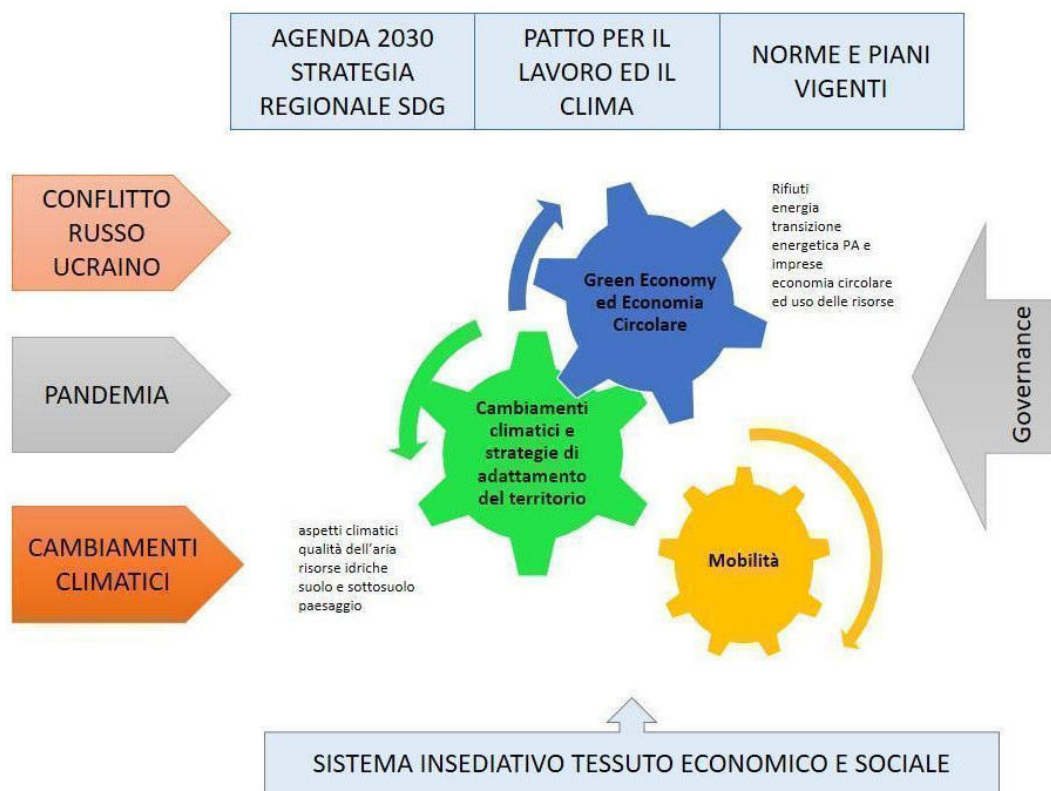 AGENDA 2030
STRATEGIA
REGIONALE SDG
PATTO PER IL
LAVORO ED IL
CLIMA
NORME E PIANI
VIGENTI
CONFLITTO
RUSSO
UCRAINO
PANDEMIA
CAMBIAMENTI
CLIMATICI
Green Economy
ed Economia
Circolare
Rifiuti
energia
transizione
energetica PA e
imprese
economia circolare
ed uso delle risorse
Cambiamenti
climatici e
strategie di
adattamento
del territorio
aspetti climatici
qualità dell'aria
risorse idriche
suolo e sottosuolo
paesaggio
Mobilità
Governance
SISTEMA INSEDIATIVO TESSUTO ECONOMICO E SOCIALE